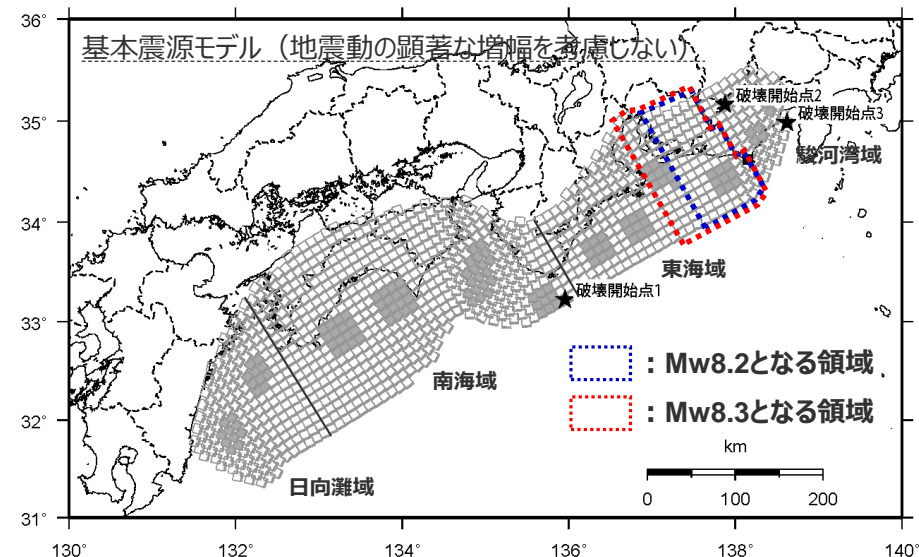 36°
基本震源モデル（地震動の顕著な増幅を考慮しない）
破壊開始点2
35°
破壊開始点3
駿河湾域
34°
東海域
破壊開始点1
33°
：Mw8.2となる領域
南海域
：Mw8.3となる領域
32°
km
日向灘域
0
100
200
31°
130°
132°
134°
136°
138°
140°